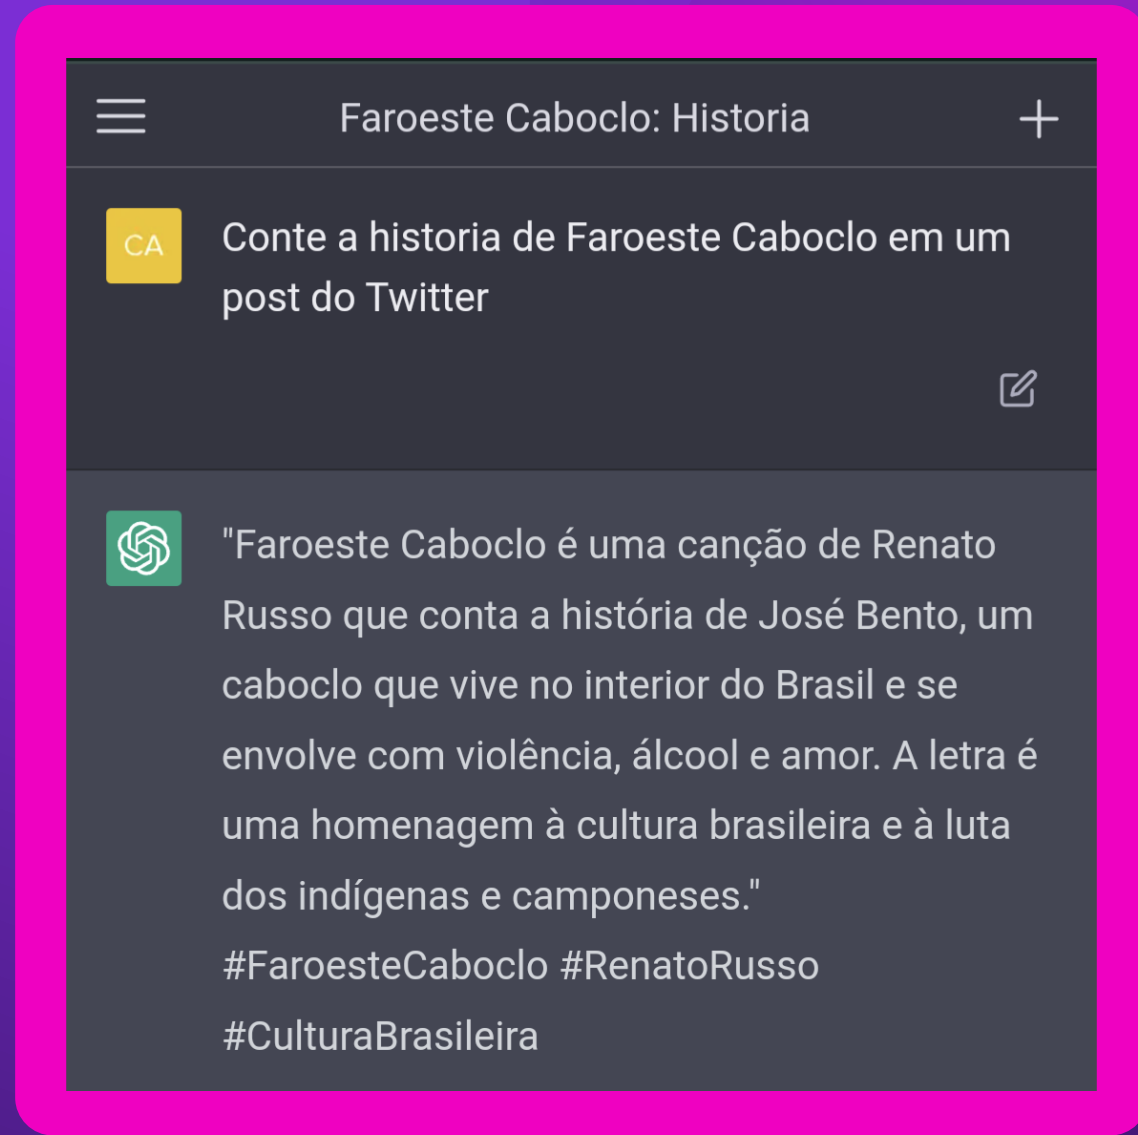 Faroeste Caboclo: Historia
CA
Conte a historia de Faroeste Caboclo em um
post do Twitter
"Faroeste Caboclo é uma canção de Renato
Russo que conta a história de José Bento, um
caboclo que vive no interior do Brasil e se
envolve com violência, álcool e amor. A letra é
uma homenagem à cultura brasileira e à luta
dos indígenas e camponeses."
#FaroesteCaboclo #RenatoRusso
#CulturaBrasileira